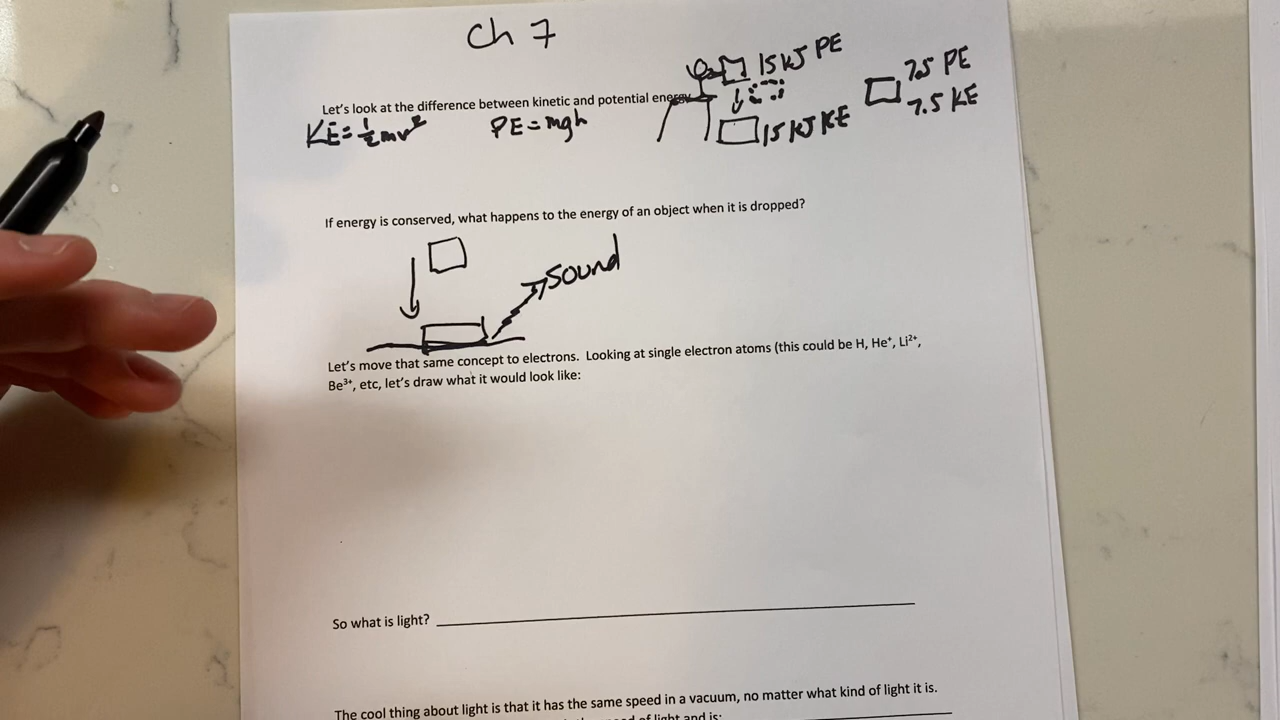 Ch 7
15 kJ PE
7.5 PE
Let's look at the difference between kinetic and potential energy
7.5 KE
KE = ½mv²
PE = mgh
15 kJ KE
If energy is conserved, what happens to the energy of an object when it is dropped?
Sound
Let's move that same concept to electrons. Looking at single electron atoms (this could be H, He⁺, Li²⁺,
Be³⁺, etc, let's draw what it would look like:
So what is light?
The cool thing about light is that it has the same speed in a vacuum, no matter what kind of light it is.
of light and is: